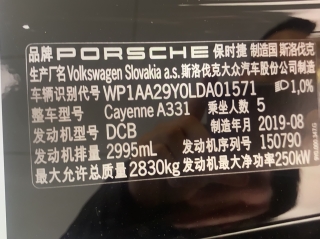 品牌 PORSCHE 保时捷 制造国 斯洛伐克
生产厂名 Volkswagen Slovakia a.s. 斯洛伐克大众汽车股份公司制造
车辆识别代号 WP1AA29Y0LDA01571 1,0%
整车型号 Cayenne A331 乘坐人数 5
发动机型号 DCB 制造年月 2019-08
发动机排量 2995mL 发动机序列号 150790
最大允许总质量 2830kg 发动机最大净功率 250kW